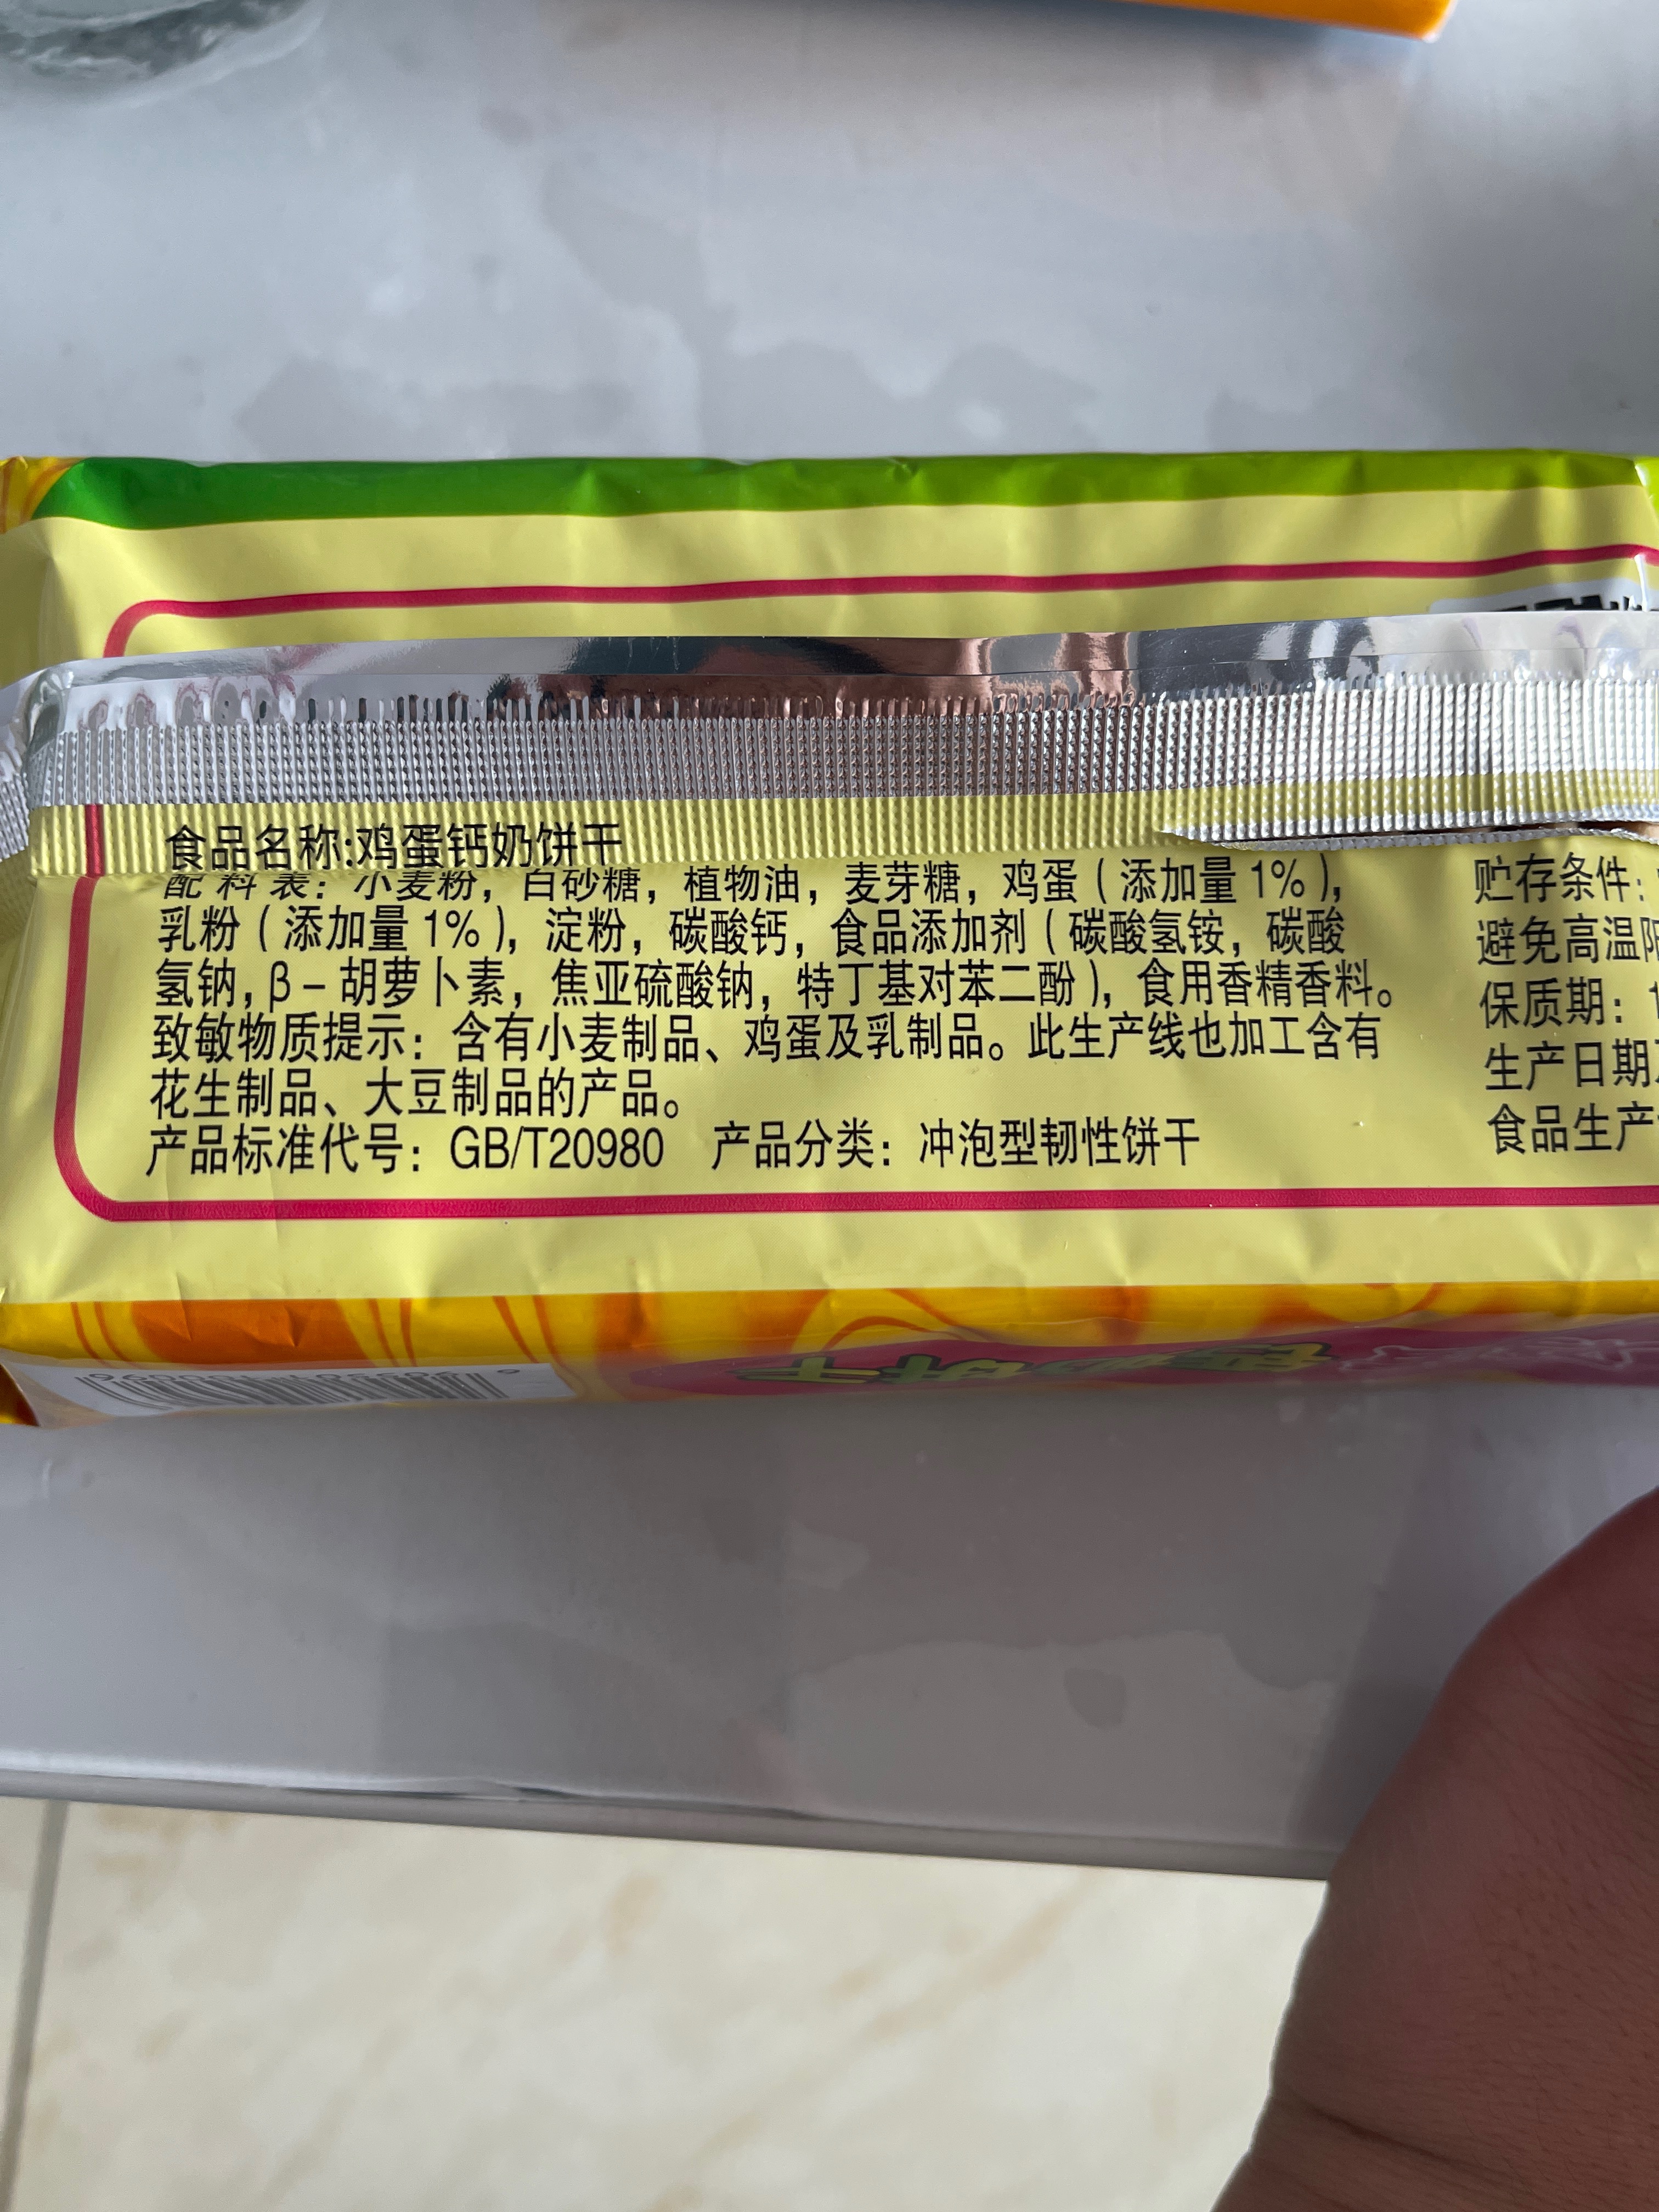 食品名称:鸡蛋钙奶饼干
配料表：小麦粉，白砂糖，植物油，麦芽糖，鸡蛋（添加量1%），
乳粉（添加量1%），淀粉，碳酸钙，食品添加剂（碳酸氢铵，碳酸
氢钠,β－胡萝卜素，焦亚硫酸钠，特丁基对苯二酚），食用香精香料。
致敏物质提示：含有小麦制品、鸡蛋及乳制品。此生产线也加工含有
花生制品、大豆制品的产品。
产品标准代号：GB/T20980 产品分类：冲泡型韧性饼干
贮存条件：
避免高温
保质期：1
生产日期
食品生产